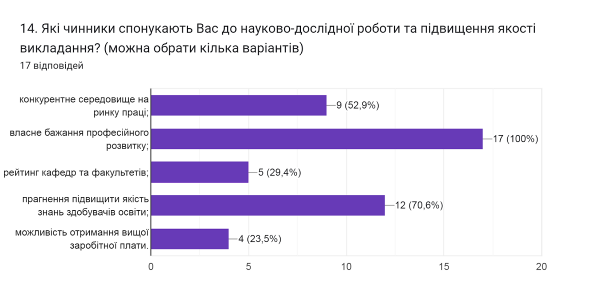 14. Які чинники спонукають Вас до науково-дослідної роботи та підвищення якості
викладання? (можна обрати кілька варіантів)
17 відповідей
конкурентне середовище на
ринку праці;
9 (52,9%)
власне бажання професійного
розвитку;
17 (100%)
рейтинг кафедр та факультетів;
5 (29,4%)
прагнення підвищити якість
знань здобувачів освіти;
12 (70,6%)
можливість отримання вищої
заробітної плати.
4 (23,5%)
0 5 10 15 20